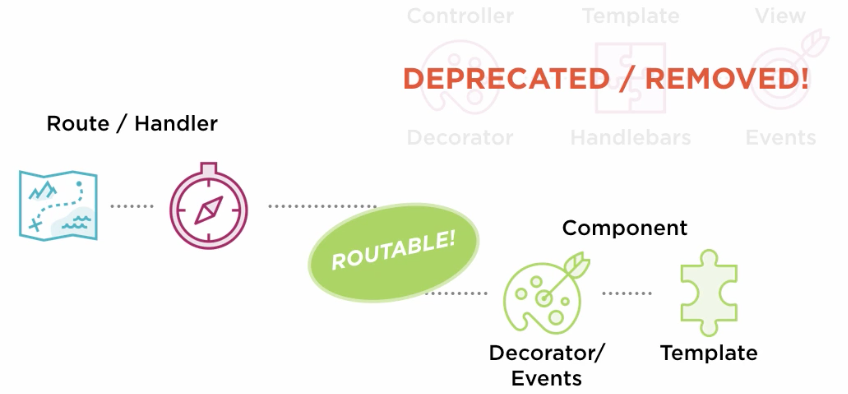 Controller Template View
DEPRECATED / REMOVED!
Decorator Handlebars Events
Route / Handler
ROUTABLE!
Component
Decorator/
Events
Template